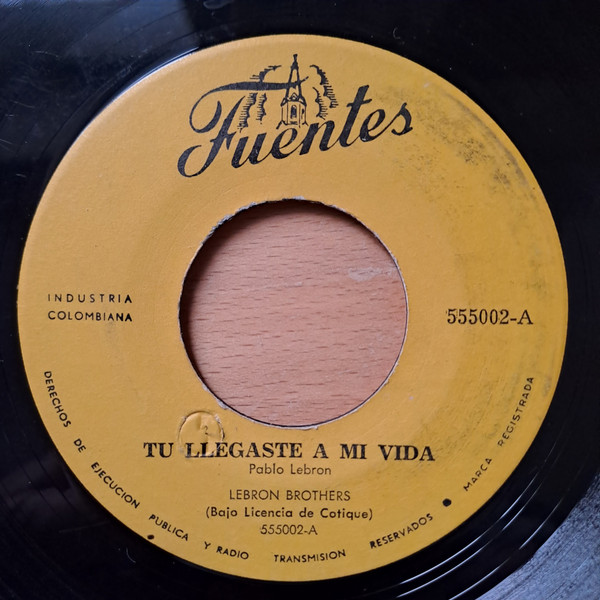 Fuentes
INDUSTRIA
COLOMBIANA
555002-A
TU LLEGASTE A MI VIDA
Pablo Lebron
LEBRON BROTHERS
(Bajo Licencia de Cotique)
555002-A
DERECHOS DE EJECUCION PUBLICA Y RADIO TRANSMISION RESERVADOS • MARCA REGISTRADA